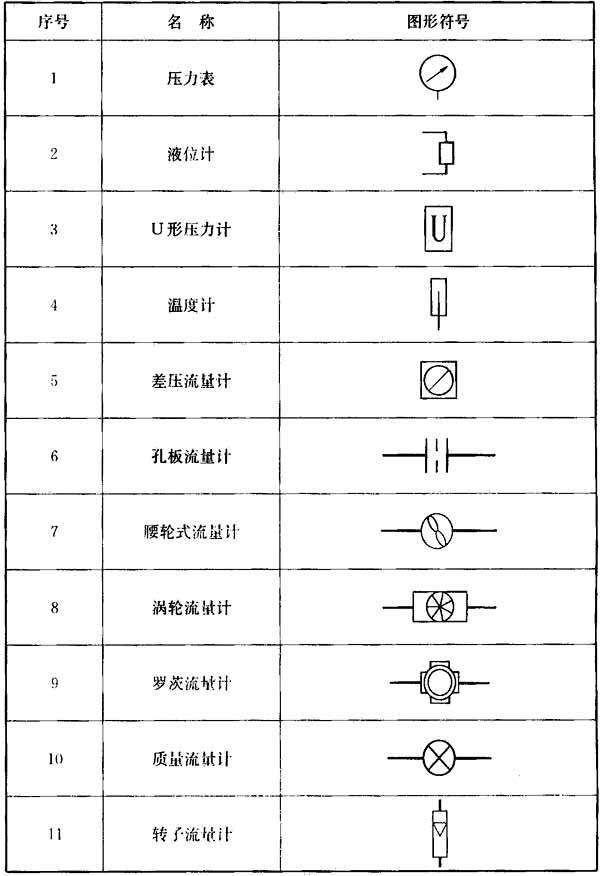 序号 名称 图形符号
1 压力表
2 液位计
3 U形压力计 U
4 温度计
5 差压流量计
6 孔板流量计
7 腰轮式流量计
8 涡轮流量计
9 罗茨流量计
10 质量流量计
11 转子流量计